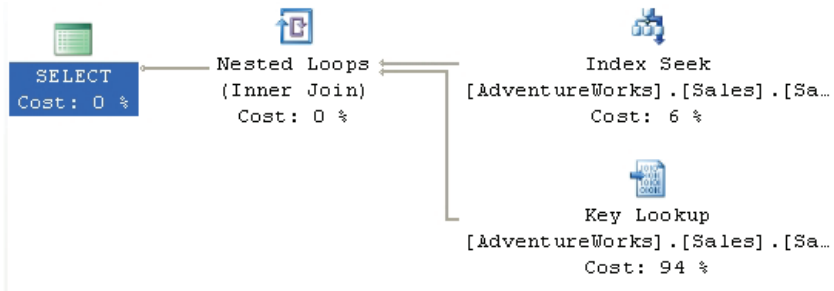 SELECT
Cost: 0 %
Nested Loops
(Inner Join)
Cost: 0 %
Index Seek
[AdventureWorks].[Sales].[Sa…
Cost: 6 %
Key Lookup
[AdventureWorks].[Sales].[Sa…
Cost: 94 %